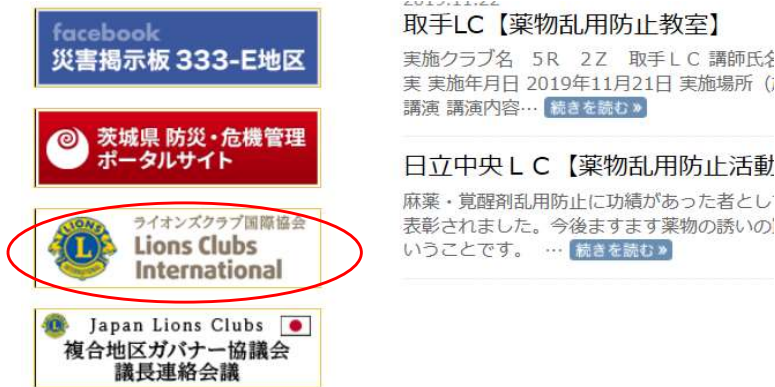 facebook
災害掲示板 333-E地区
茨城県 防災・危機管理
ポータルサイト
LIONS
L
INTERNATIONAL
ライオンズクラブ国際協会
Lions Clubs
International
Japan Lions Clubs
複合地区ガバナー協議会
議長連絡会議
2019.11.22
取手LC【薬物乱用防止教室】
実施クラブ名 5R 2Z 取手LC 講師氏名
実 実施年月日 2019年11月21日 実施場所(
講演 講演内容… 続きを読む »
日立中央LC【薬物乱用防止活動
麻薬・覚醒剤乱用防止に功績があった者とし
表彰されました。今後ますます薬物の誘いの
いうことです。 … 続きを読む »